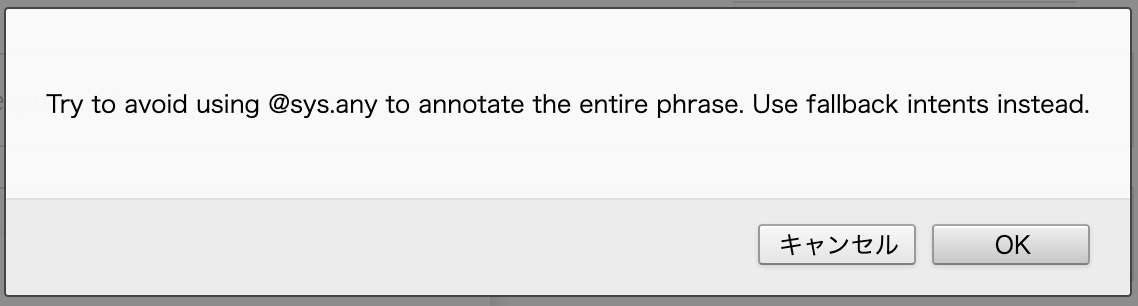 Try to avoid using @sys.any to annotate the entire phrase. Use fallback intents instead.
キャンセル
OK